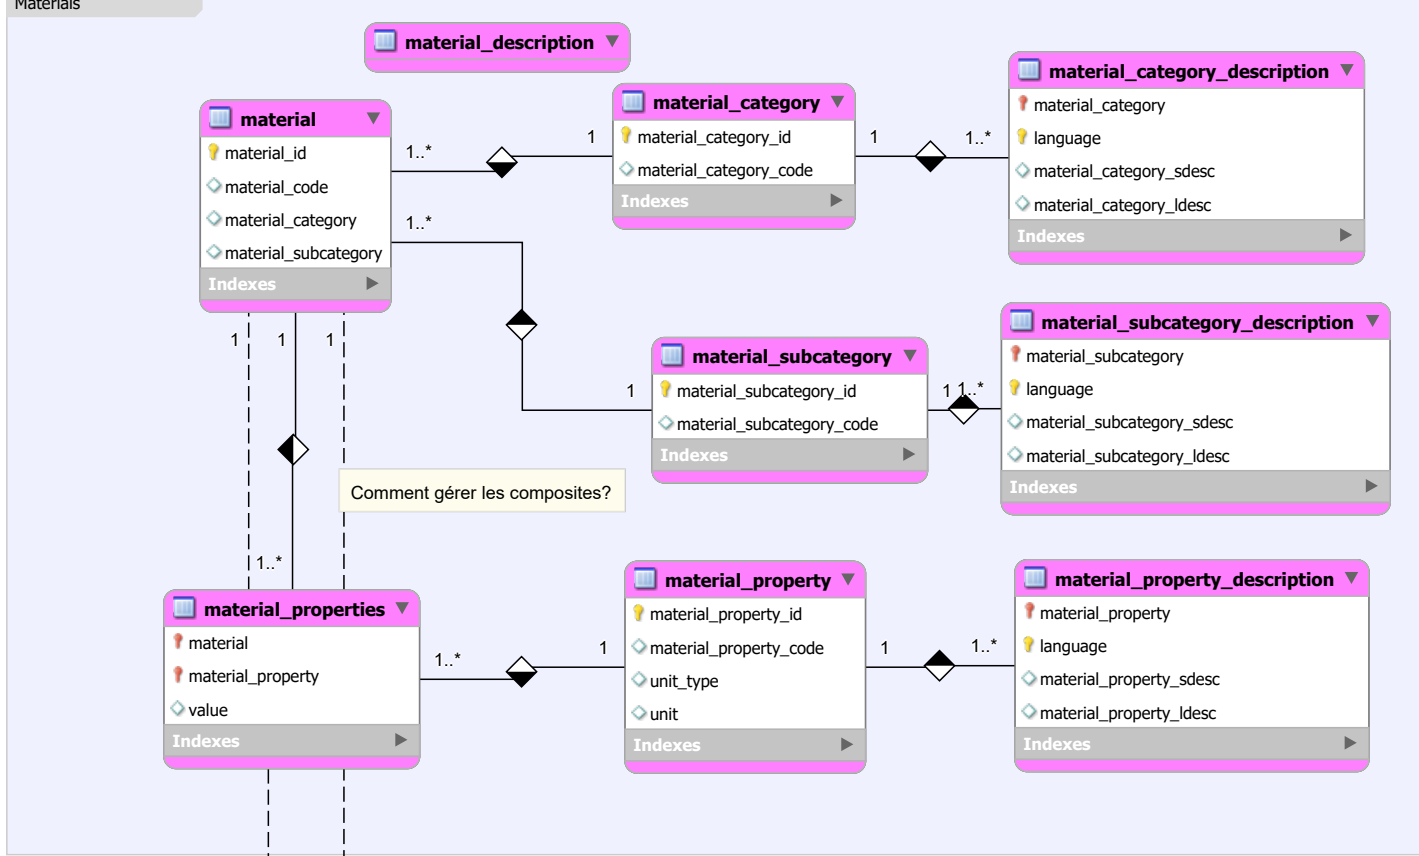 Materials
material_description
material
material_id
material_code
material_category
material_subcategory
Indexes
1..*
1
1..*
material_category
material_category_id
material_category_code
Indexes
1
1..*
material_category_description
material_category
language
material_category_sdesc
material_category_ldesc
Indexes
1
1
1
1
material_subcategory
material_subcategory_id
material_subcategory_code
Indexes
1
1..*
material_subcategory_description
material_subcategory
language
material_subcategory_sdesc
material_subcategory_ldesc
Indexes
Comment gérer les composites?
1..*
material_properties
material
material_property
value
Indexes
1..*
1
material_property
material_property_id
material_property_code
unit_type
unit
Indexes
1
1..*
material_property_description
material_property
language
material_property_sdesc
material_property_ldesc
Indexes